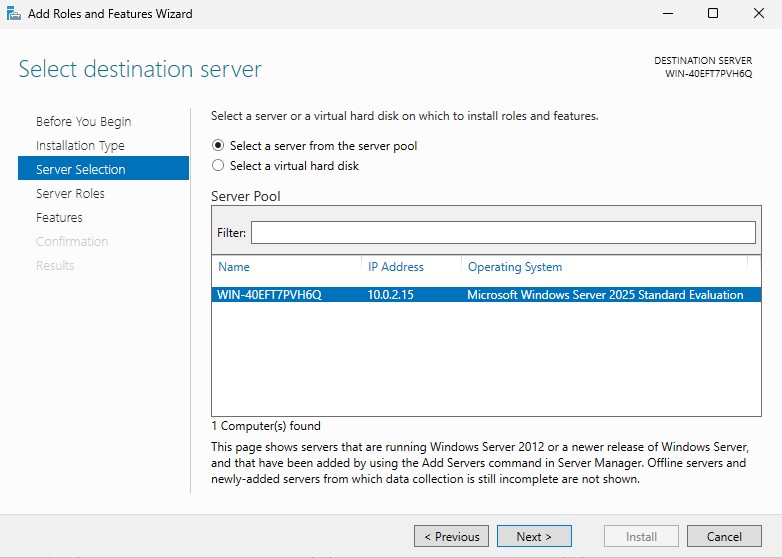 Add Roles and Features Wizard
Select destination server
DESTINATION SERVER
WIN-40EFT7PVH6Q
Before You Begin
Installation Type
Server Selection
Server Roles
Features
Confirmation
Results
Select a server or a virtual hard disk on which to install roles and features.
Select a server from the server pool
Select a virtual hard disk
Server Pool
Filter:
Name IP Address Operating System
WIN-40EFT7PVH6Q 10.0.2.15 Microsoft Windows Server 2025 Standard Evaluation
1 Computer(s) found
This page shows servers that are running Windows Server 2012 or a newer release of Windows Server,
and that have been added by using the Add Servers command in Server Manager. Offline servers and
newly-added servers from which data collection is still incomplete are not shown.
< Previous Next > Install Cancel